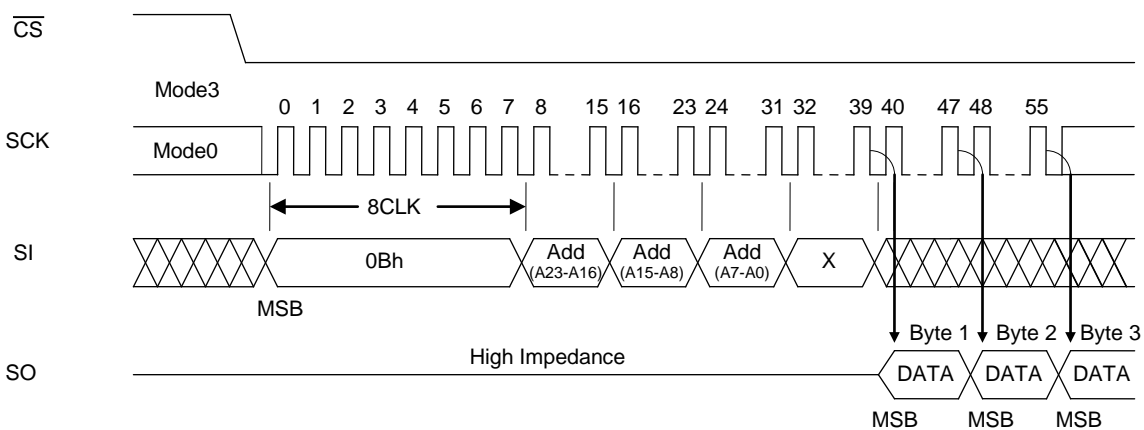 CS
Mode3
0 1 2 3 4 5 6 7 8 15 16 23 24 31 32 39 40 47 48 55
SCK
Mode0
8CLK
SI
0Bh
Add
(A23-A16)
Add
(A15-A8)
Add
(A7-A0)
X
MSB
Byte 1 Byte 2 Byte 3
High Impedance
SO
DATA DATA DATA
MSB MSB MSB